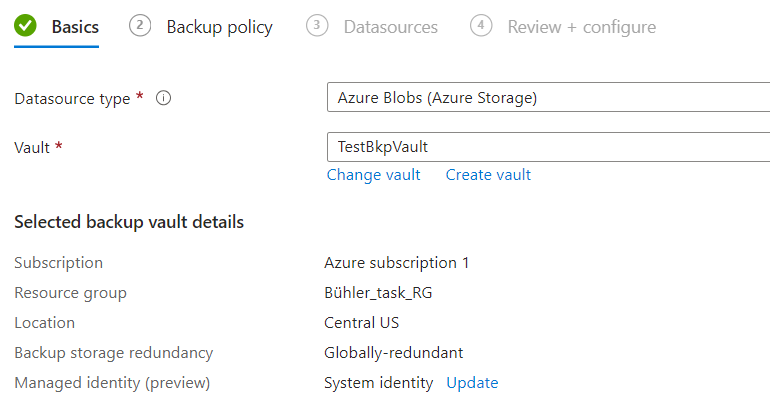 Basics 2 Backup policy 3 Datasources 4 Review + configure
Datasource type * Azure Blobs (Azure Storage)
Vault * TestBkpVault
Change vault Create vault
Selected backup vault details
Subscription Azure subscription 1
Resource group Bühler_task_RG
Location Central US
Backup storage redundancy Globally-redundant
Managed identity (preview) System identity Update